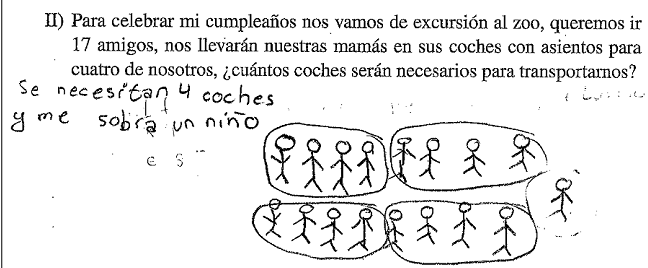 II) Para celebrar mi cumpleaños nos vamos de excursión al zoo, queremos ir
17 amigos, nos llevarán nuestras mamás en sus coches con asientos para
cuatro de nosotros, ¿cuántos coches serán necesarios para transportarnos?
Se necesitan 4 coches
y me sobra un niño
e s